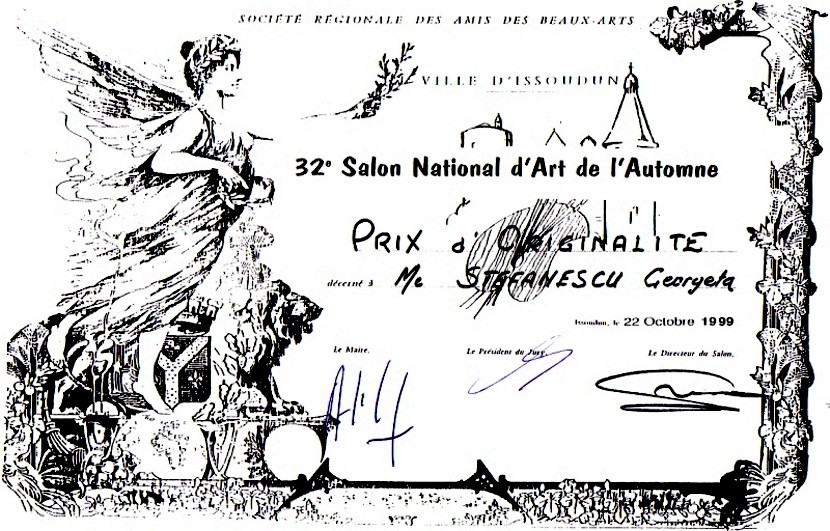 SOCIÉTÉ RÉGIONALE DES AMIS DES BEAUX-ARTS
VILLE D'ISSOUDUN
32e Salon National d'Art de l'Automne
PRIX d'ORIGINALITE
décerné à Me STEFANESCU Georgeta
Issoudun, le 22 Octobre 1999
Le Maire. Le Président du Jury. Le Directeur du Salon.